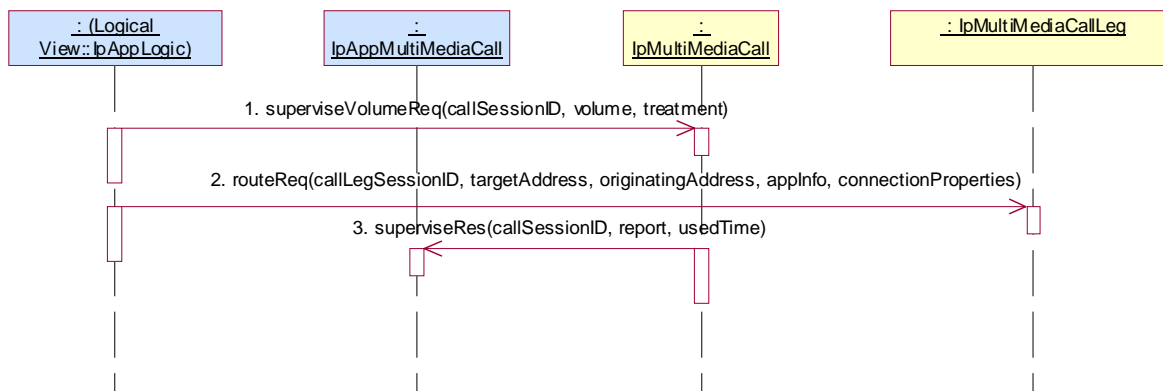 : (Logical
View::IpAppLogic)
:
IpAppMultiMediaCall
:
IpMultiMediaCall
: IpMultiMediaCallLeg
1. superviseVolumeReq(callSessionID, volume, treatment)
2. routeReq(callLegSessionID, targetAddress, originatingAddress, appInfo, connectionProperties)
3. superviseRes(callSessionID, report, usedTime)